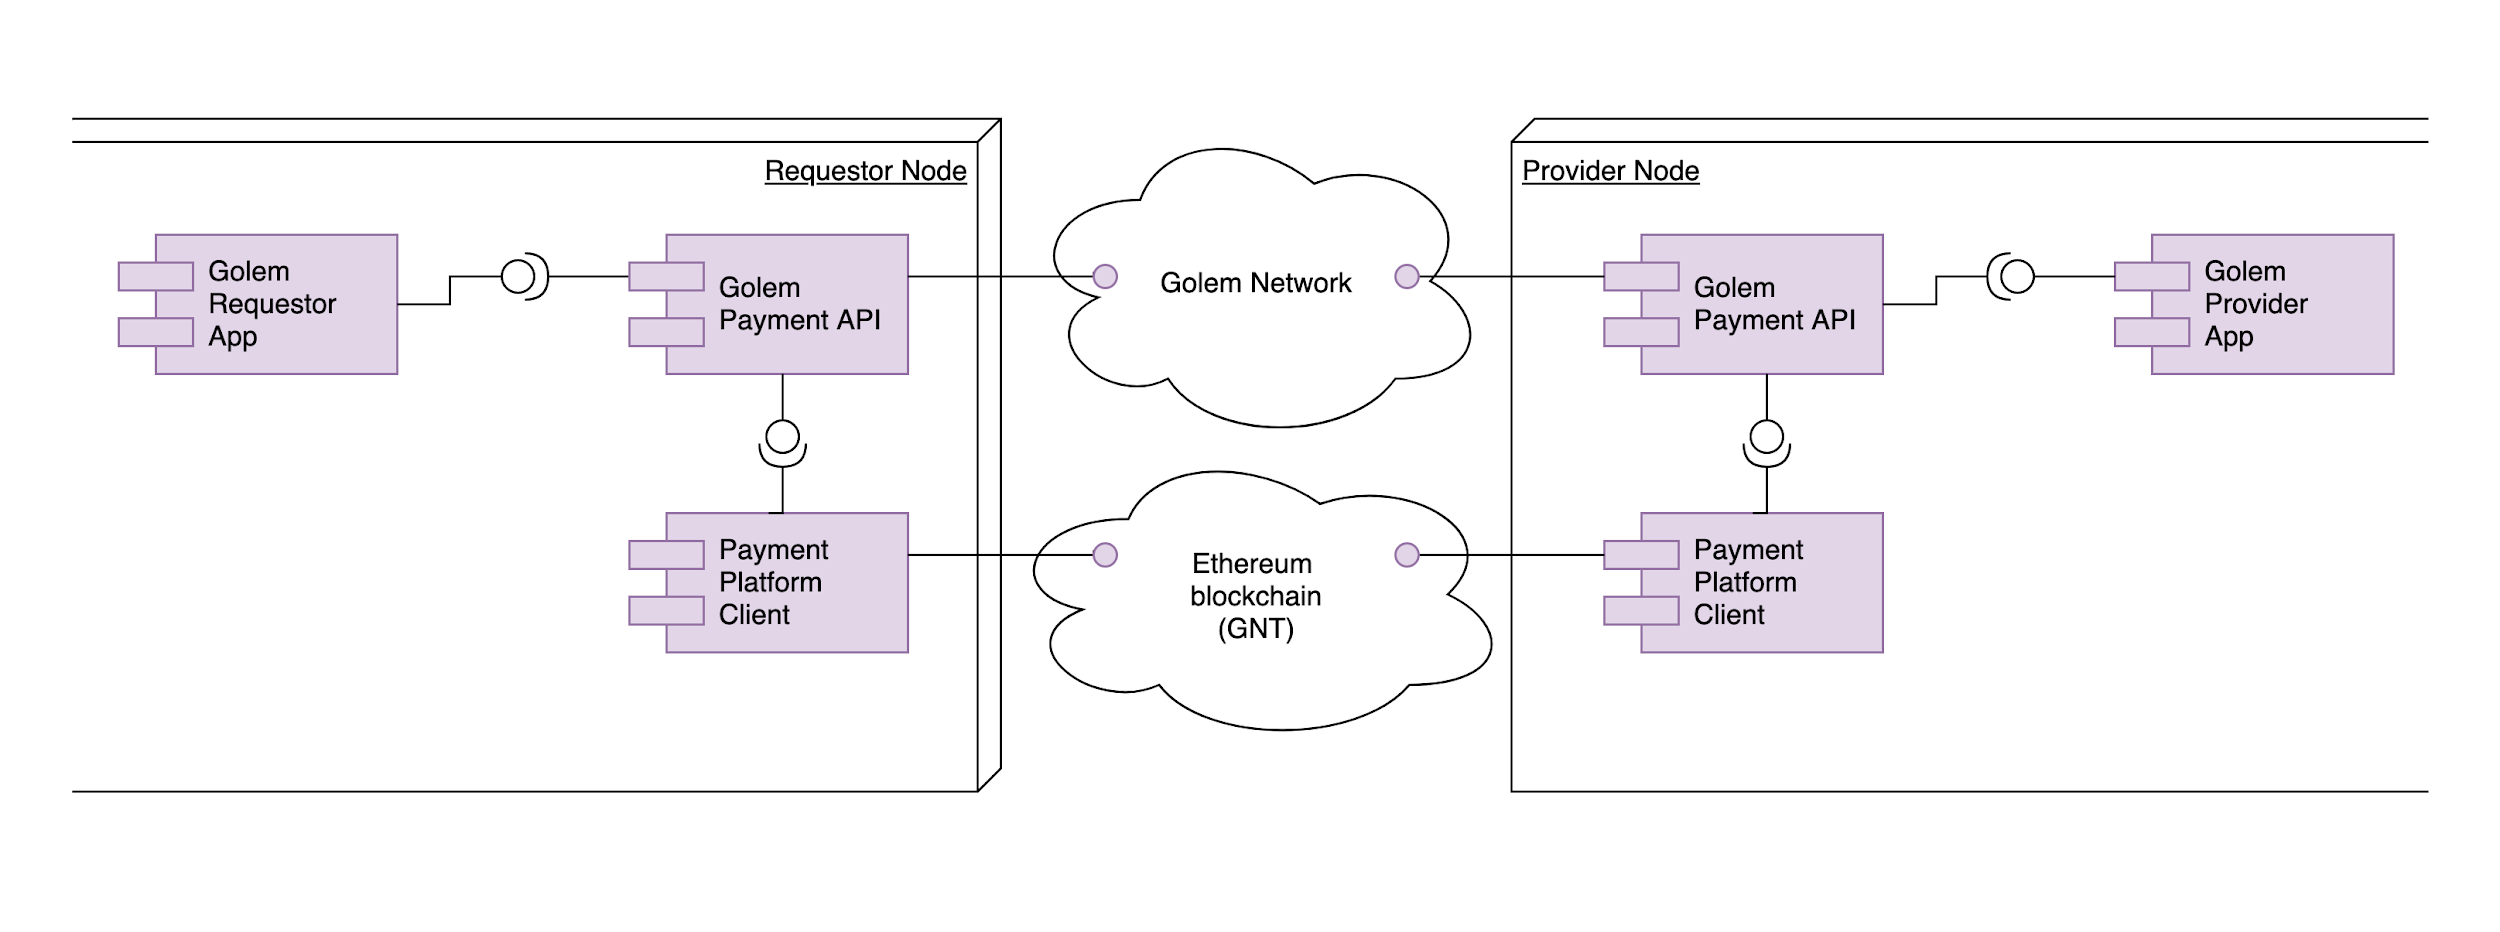 Requestor Node
Golem
Requestor
App
Golem
Payment API
Payment
Platform
Client
Golem Network
Ethereum
blockchain
(GNT)
Provider Node
Golem
Payment API
Golem
Provider
App
Payment
Platform
Client